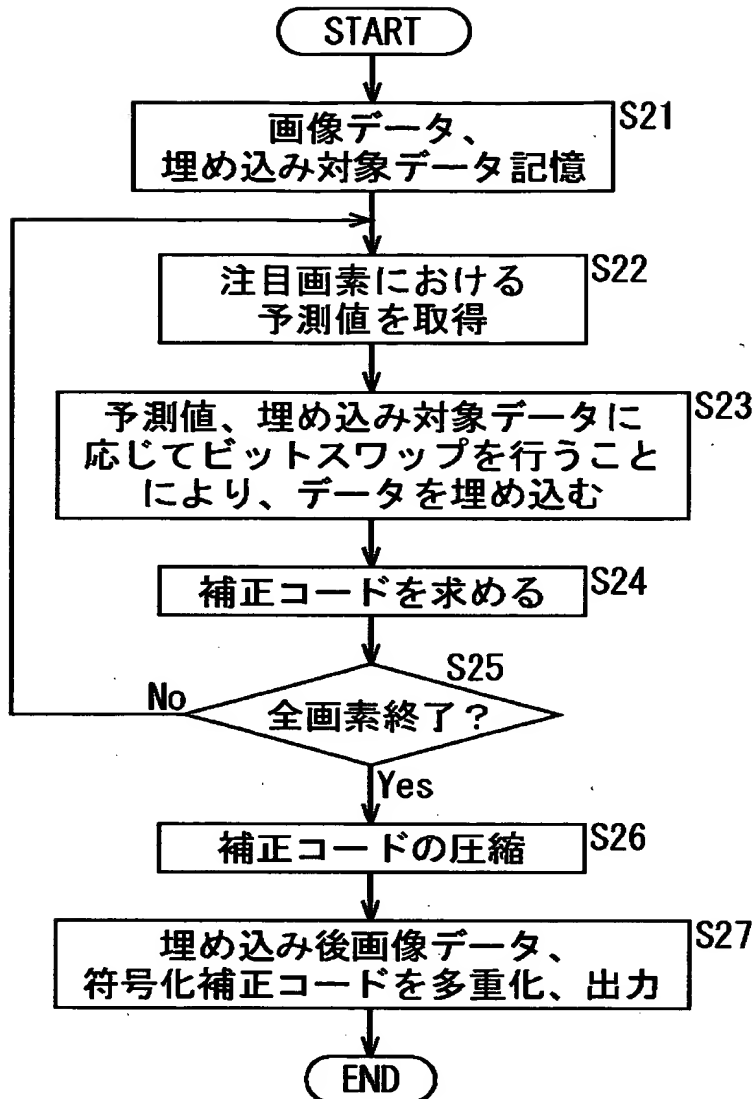 START
S21
画像データ、
埋め込み対象データ記憶
S22
注目画素における
予測値を取得
S23
予測値、埋め込み対象データに
応じてビットスワップを行うこと
により、データを埋め込む
S24
補正コードを求める
S25
全画素終了?
No
Yes
S26
補正コードの圧縮
S27
埋め込み後画像データ、
符号化補正コードを多重化、出力
END